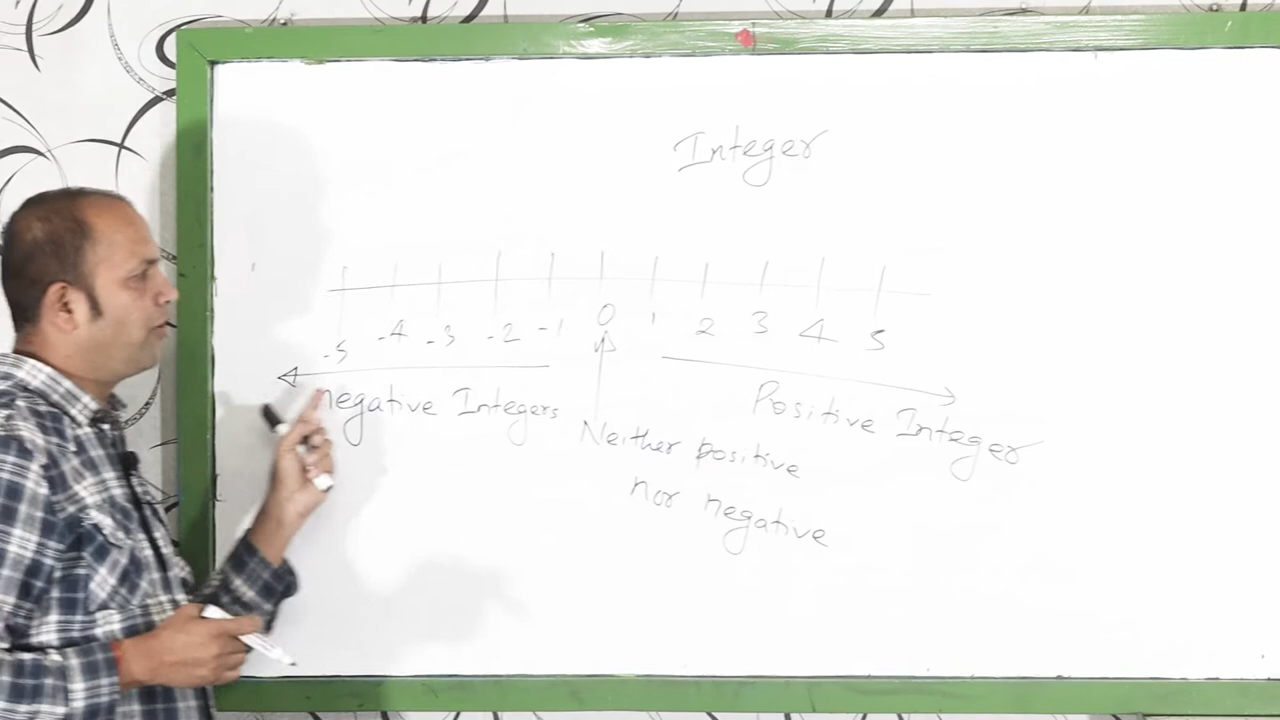 Integer
-5 -4 -3 -2 -1 0 1 2 3 4 5
negative Integers
Positive Integer
Neither positive
nor negative